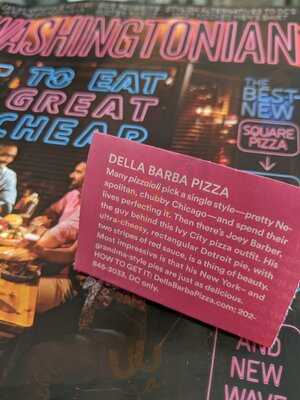 WASHINGTONIAN
TO EAT
GREAT
CHEAP
THE
BEST
NEW
SQUARE
PIZZA
DELLA BARBA PIZZA
Many pizzaioli pick a single style—pretty Ne-
apolitan, chubby Chicago—and spend their
lives perfecting it. Then there's Joey Barber,
the guy behind this Ivy City pizza outfit. His
ultra-cheesy, rectangular Detroit pie, with
two stripes of red sauce, is a thing of beauty.
Most impressive is that his New York– and
grandma-style pies are just as delicious.
HOW TO GET IT: DellaBarbaPizza.com; 202-
845-3033. DC only.
AND
NEW
WAVE